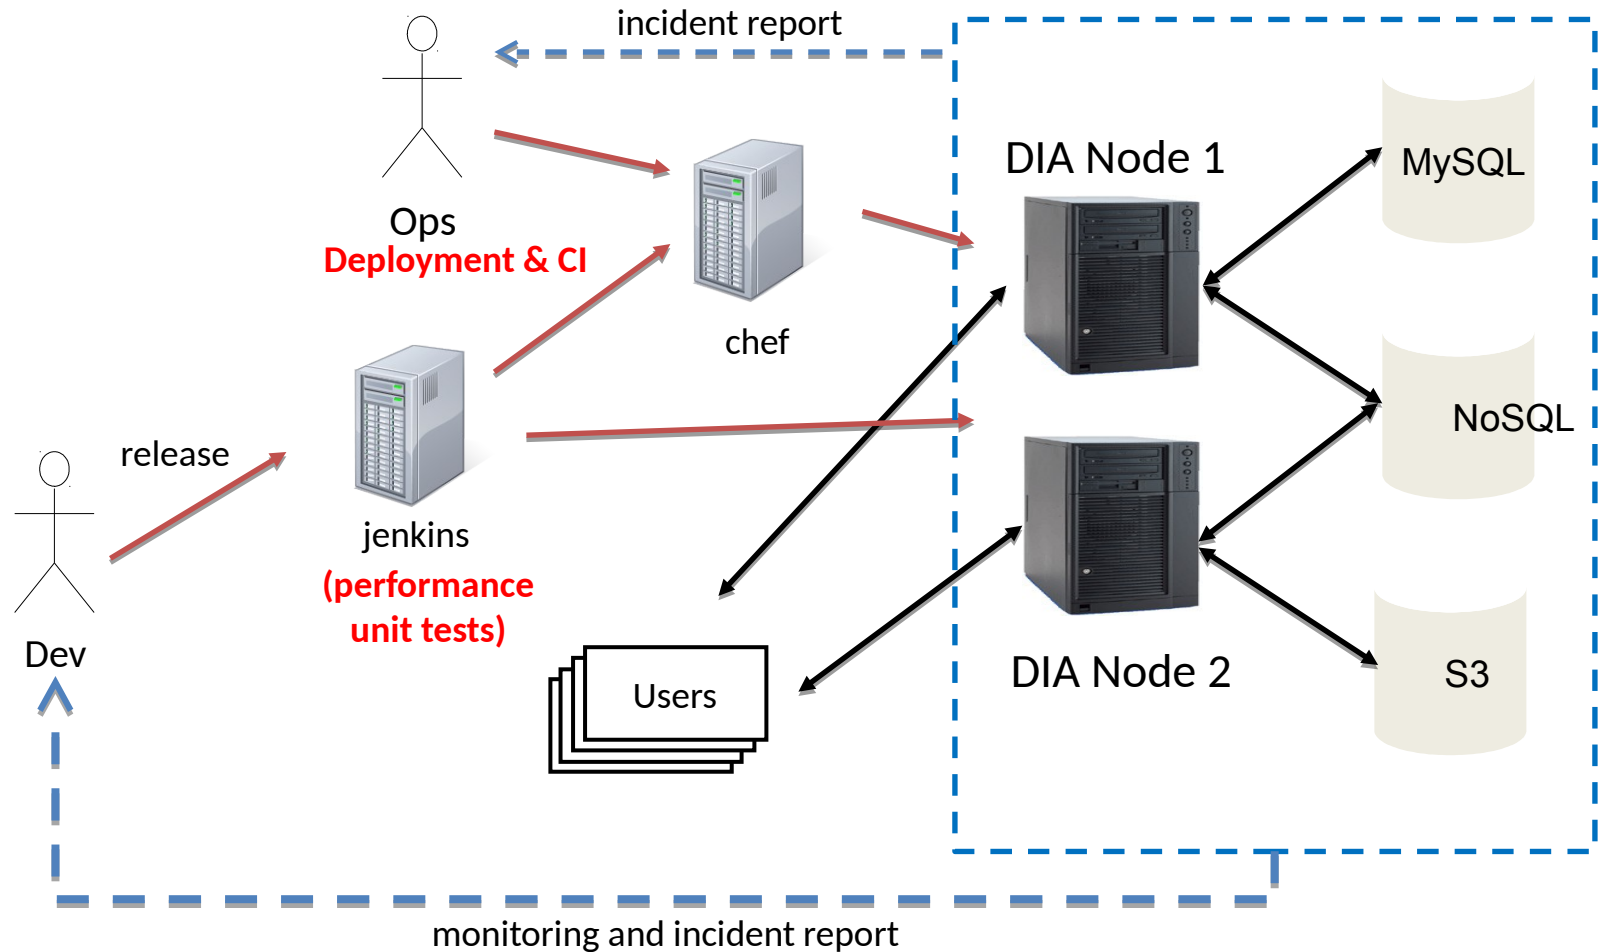 incident report
DIA Node 1
MySQL
Ops
Deployment & CI
chef
NoSQL
release
jenkins
(performance
unit tests)
Dev
Users
DIA Node 2
S3
monitoring and incident report